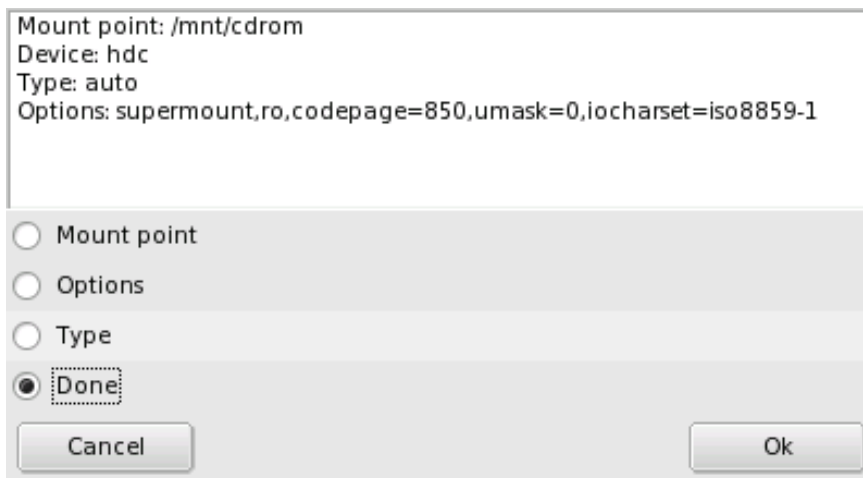 Mount point: /mnt/cdrom
Device: hdc
Type: auto
Options: supermount,ro,codepage=850,umask=0,iocharset=iso8859-1
Mount point
Options
Type
Done
Cancel
Ok